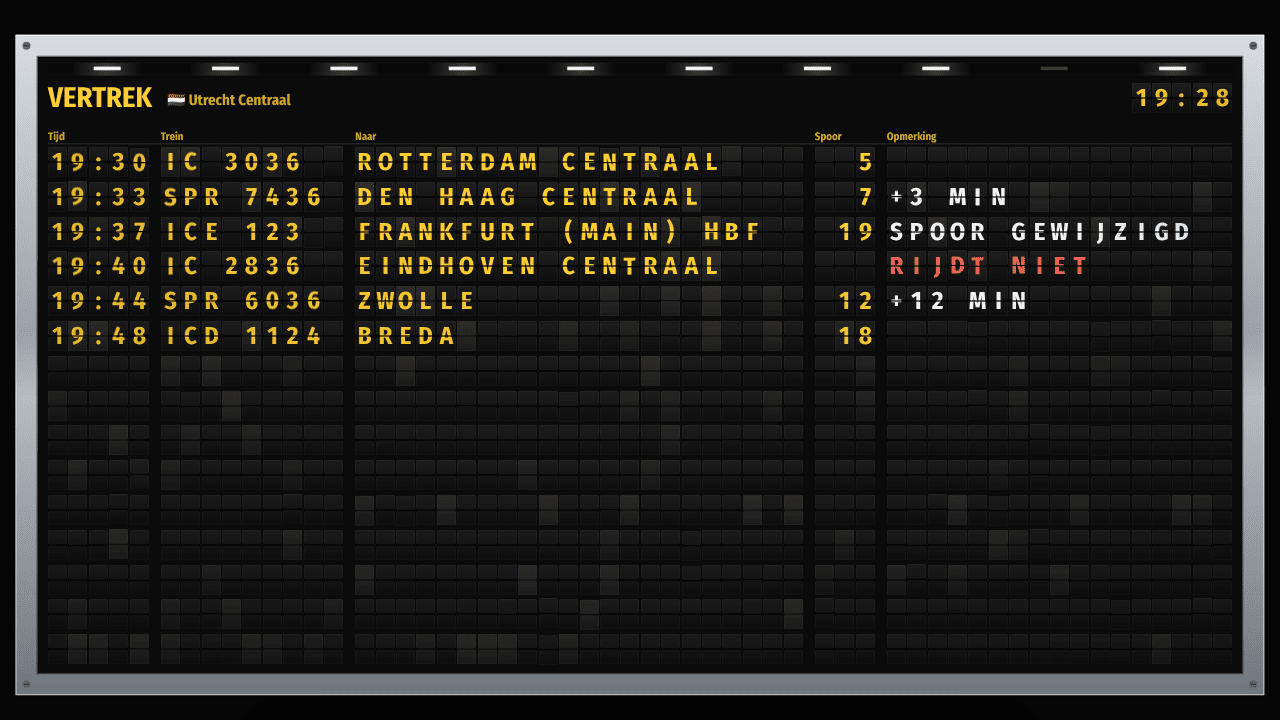 VERTREK Utrecht Centraal 19:28
Tijd Trein Naar Spoor Opmerking
19:30 IC 3036 ROTTERDAM CENTRAAL 5
19:33 SPR 7436 DEN HAAG CENTRAAL 7 +3 MIN
19:37 ICE 123 FRANKFURT (MAIN) HBF 19 SPOOR GEWIJZIGD
19:40 IC 2836 EINDHOVEN CENTRAAL RIJDT NIET
19:44 SPR 6036 ZWOLLE 12 +12 MIN
19:48 ICD 1124 BREDA 18